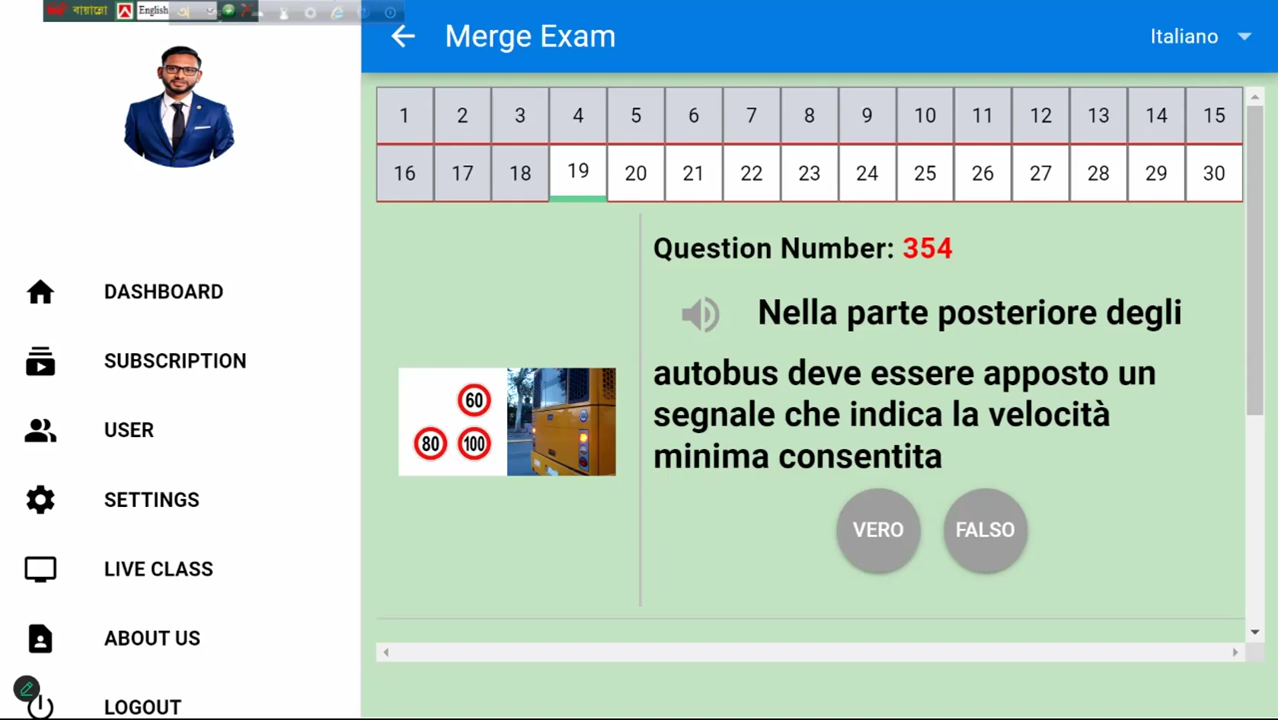 বায়ান্নো English
Merge Exam
Italiano
1 2 3 4 5 6 7 8 9 10 11 12 13 14 15
16 17 18 19 20 21 22 23 24 25 26 27 28 29 30
Question Number: 354
Nella parte posteriore degli
autobus deve essere apposto un
segnale che indica la velocità
minima consentita
60
80 100
VERO FALSO
DASHBOARD
SUBSCRIPTION
USER
SETTINGS
LIVE CLASS
ABOUT US
LOGOUT